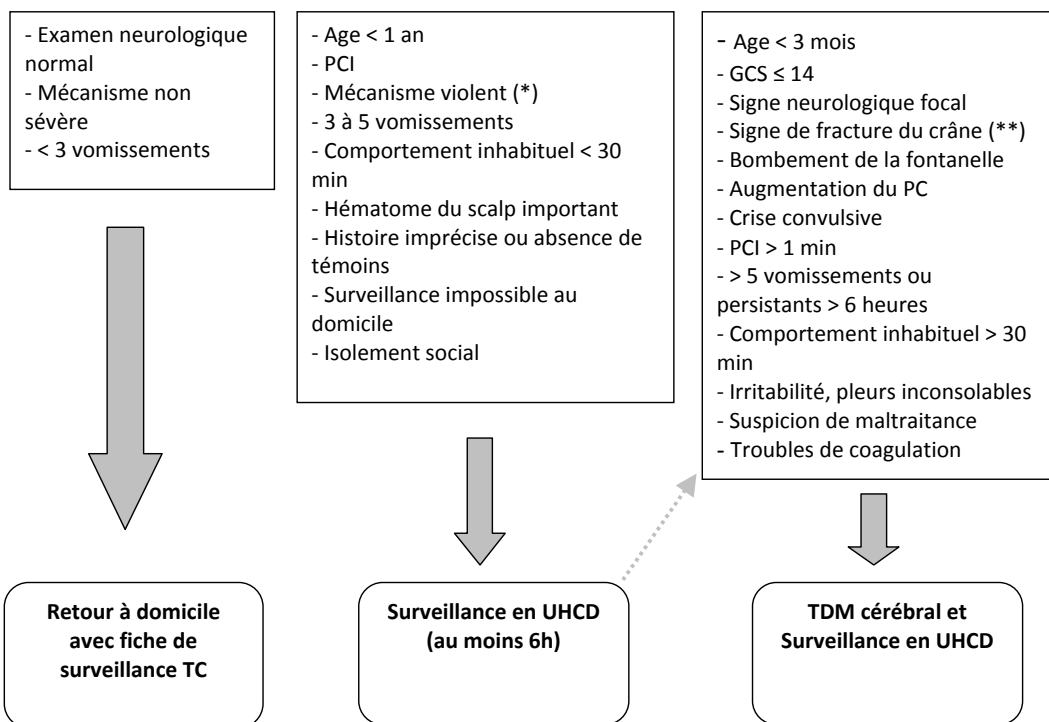 - Examen neurologique
normal
- Mécanisme non
sévère
- < 3 vomissements
- Age < 1 an
- PCI
- Mécanisme violent (*)
- 3 à 5 vomissements
- Comportement inhabituel < 30
min
- Hématome du scalp important
- Histoire imprécise ou absence de
témoins
- Surveillance impossible au
domicile
- Isolement social
- Age < 3 mois
- GCS ≤ 14
- Signe neurologique focal
- Signe de fracture du crâne (**)
- Bombement de la fontanelle
- Augmentation du PC
- Crise convulsive
- PCI > 1 min
- > 5 vomissements ou
persistants > 6 heures
- Comportement inhabituel > 30
min
- Irritabilité, pleurs inconsolables
- Suspicion de maltraitance
- Troubles de coagulation
Retour à domicile
avec fiche de
surveillance TC
Surveillance en UHCD
(au moins 6h)
TDM cérébral et
Surveillance en UHCD